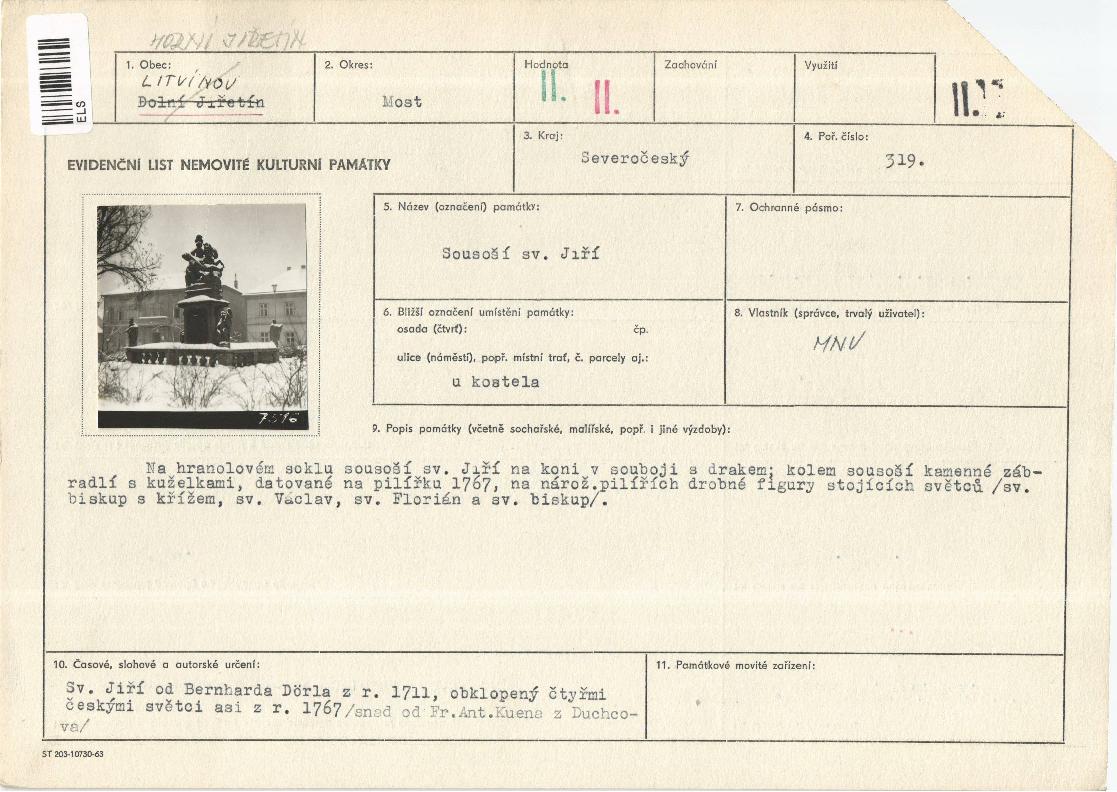 HORNÍ JIŘETÍN
ELS
1. Obec:
LITVÍNOV
Dolní Jiřetín
2. Okres:
Most
Hodnota
II. II.
Zachování
Využití
II.
EVIDENČNÍ LIST NEMOVITÉ KULTURNÍ PAMÁTKY
3. Kraj:
Severočeský
4. Poř. číslo:
319.
5. Název (označení) památky:
Sousoší sv. Jiří
7. Ochranné pásmo:
6. Bližší označení umístění památky:
osada (čtvrť): čp.
ulice (náměstí), popř. místní trať, č. parcely aj.:
u kostela
8. Vlastník (správce, trvalý uživatel):
MNV
9. Popis památky (včetně sochařské, malířské, popř. i jiné výzdoby):
Na hranolovém soklu sousoší sv. Jiří na koni v souboji s drakem; kolem sousoší kamenné záb-
radlí s kuželkami, datované na pilířku 1767, na nárož.pilířích drobné figury stojících světců /sv.
biskup s křížem, sv. Václav, sv. Florián a sv. biskup/.
10. Časové, slohové a autorské určení:
Sv. Jiří od Bernharda Dörla z r. 1711, obklopený čtyřmi
českými světci asi z r. 1767/snad od Fr.Ant.Kuena z Duchco-
va/
11. Památkové movité zařízení:
ST 203-10730-63